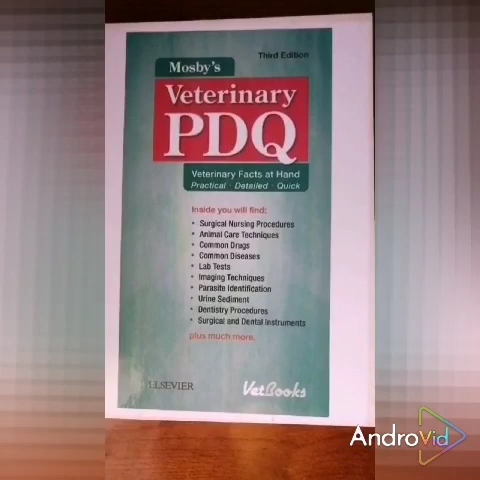 Third Edition
Mosby's
Veterinary
PDQ
Veterinary Facts at Hand
Practical · Detailed · Quick
Inside you will find:
• Surgical Nursing Procedures
• Animal Care Techniques
• Common Drugs
• Common Diseases
• Lab Tests
• Imaging Techniques
• Parasite Identification
• Urine Sediment
• Dentistry Procedures
• Surgical and Dental Instruments
plus much more.
ELSEVIER
VetBooks
AndroVid